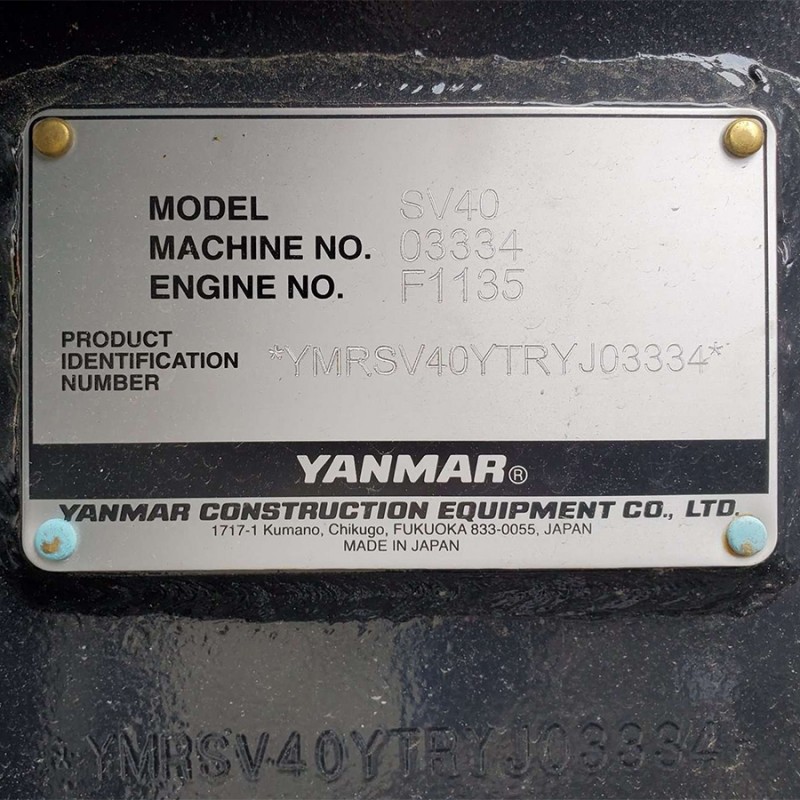 MODEL SV40
MACHINE NO. 03334
ENGINE NO. F1135
PRODUCT
IDENTIFICATION
NUMBER
*YMRSV40YTRYJ03334*
YANMAR®
YANMAR CONSTRUCTION EQUIPMENT CO., LTD.
1717-1 Kumano, Chikugo, FUKUOKA 833-0055, JAPAN
MADE IN JAPAN
*YMRSV40YTRYJ03334*